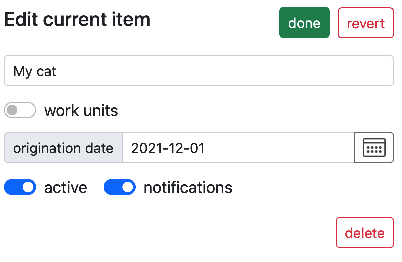 Edit current item done revert
My cat
work units
origination date 2021-12-01
active notifications
delete